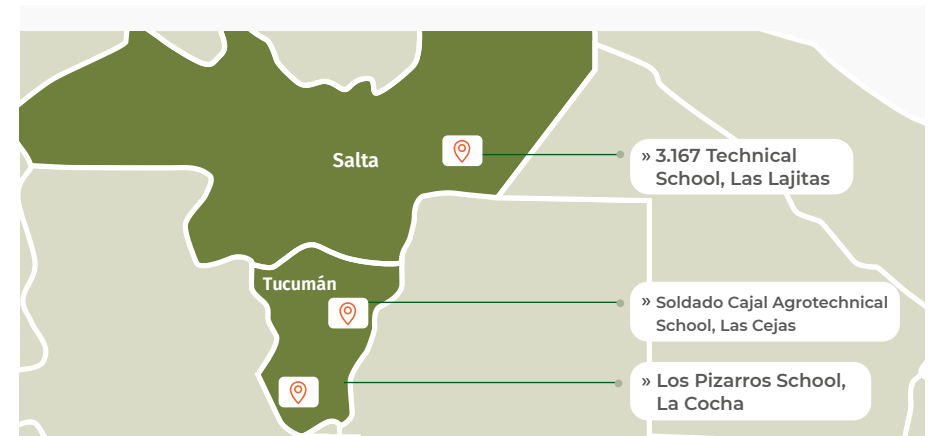 Salta
» 3.167 Technical
School, Las Lajitas
Tucumán
» Soldado Cajal Agrotechnical
School, Las Cejas
» Los Pizarros School,
La Cocha